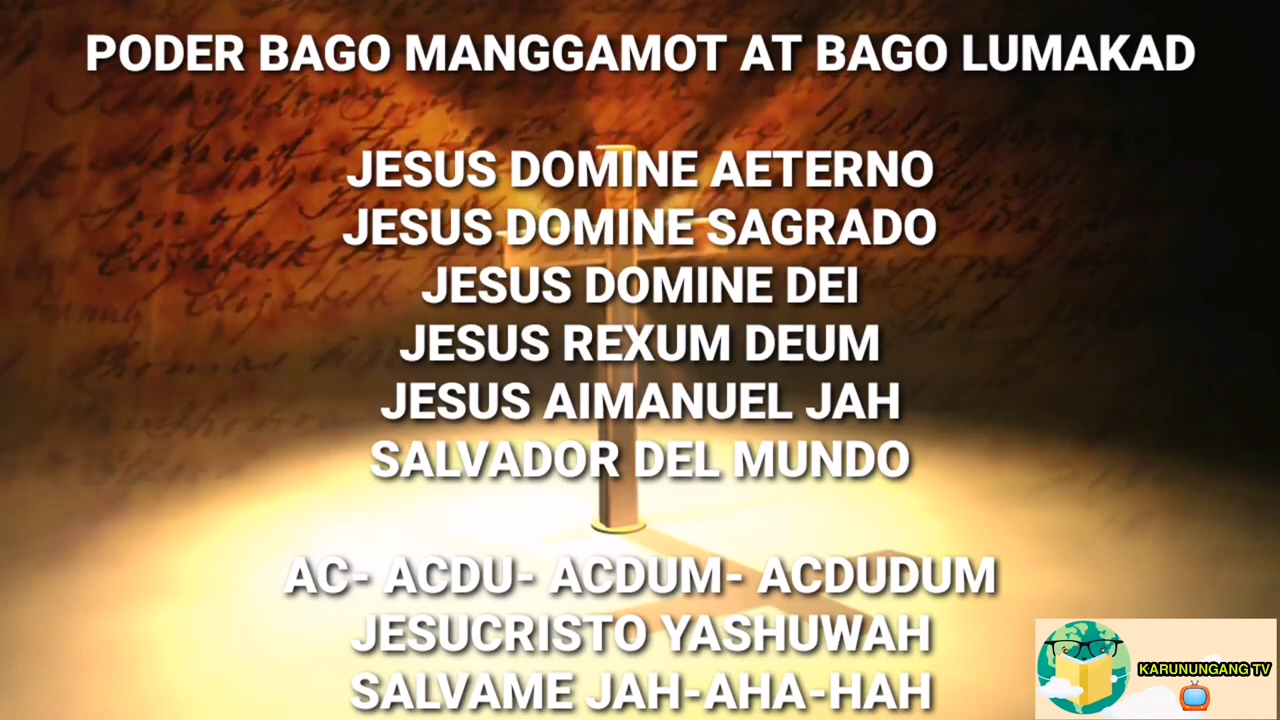 PODER BAGO MANGGAMOT AT BAGO LUMAKAD
JESUS DOMINE AETERNO
JESUS DOMINE SAGRADO
JESUS DOMINE DEI
JESUS REXUM DEUM
JESUS AIMANUEL JAH
SALVADOR DEL MUNDO
AC- ACDU- ACDUM- ACDUDUM
JESUCRISTO YASHUWAH
SALVAME JAH-AHA-HAH
KARUNUNGANG TV